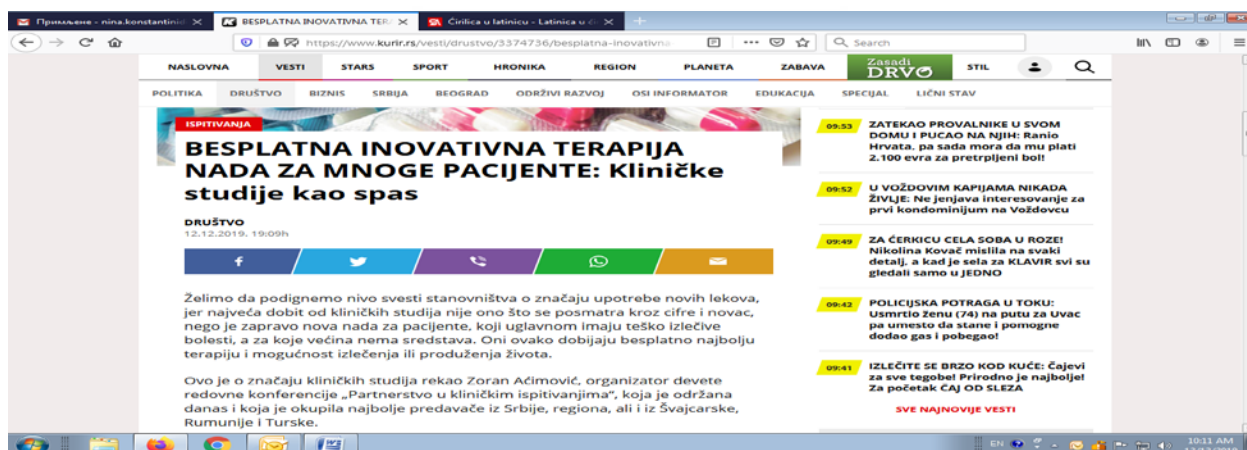 Примљене - nina.konstantinid
BESPLATNA INOVATIVNA TERA
Ćirilica u latinicu - Latinica u ći
https://www.kurir.rs/vesti/drustvo/3374736/besplatna-inovativna
Search
NASLOVNA VESTI STARS SPORT HRONIKA REGION PLANETA ZABAVA Zasadi DRVO STIL
POLITIKA DRUŠTVO BIZNIS SRBIJA BEOGRAD ODRŽIVI RAZVOJ OSI INFORMATOR EDUKACIJA SPECIJAL LIČNI STAV
ISPITIVANJA
BESPLATNA INOVATIVNA TERAPIJA
NADA ZA MNOGE PACIJENTE: Kliničke
studije kao spas
DRUŠTVO
12.12.2019. 19:09h
Želimo da podignemo nivo svesti stanovništva o značaju upotrebe novih lekova,
jer najveća dobit od kliničkih studija nije ono što se posmatra kroz cifre i novac,
nego je zapravo nova nada za pacijente, koji uglavnom imaju teško izlečive
bolesti, a za koje većina nema sredstava. Oni ovako dobijaju besplatno najbolju
terapiju i mogućnost izlečenja ili produženja života.
Ovo je o značaju kliničkih studija rekao Zoran Aćimović, organizator devete
redovne konferencije „Partnerstvo u kliničkim ispitivanjima“, koja je održana
danas i koja je okupila najbolje predavače iz Srbije, regiona, ali i iz Švajcarske,
Rumunije i Turske.
09:53 ZATEKAO PROVALNIKE U SVOM
DOMU I PUCAO NA NJIH: Ranio
Hrvata, pa sada mora da mu plati
2.100 evra za pretrpljeni bol!
09:52 U VOŽDOVIM KAPIJAMA NIKADA
ŽIVLJE: Ne jenjava interesovanje za
prvi kondominijum na Voždovcu
09:49 ZA ĆERKICU CELA SOBA U ROZE!
Nikolina Kovač mislila na svaki
detalj, a kad je sela za KLAVIR svi su
gledali samo u JEDNO
09:42 POLICIJSKA POTRAGA U TOKU:
Usmrtio ženu (74) na putu za Uvac
pa umesto da stane i pomogne
dodao gas i pobegao!
09:41 IZLEČITE SE BRZO KOD KUĆE: Čajevi
za sve tegobe! Prirodno je najbolje!
Za početak ČAJ OD SLEZA
SVE NAJNOVIJE VESTI
EN
10:11 AM